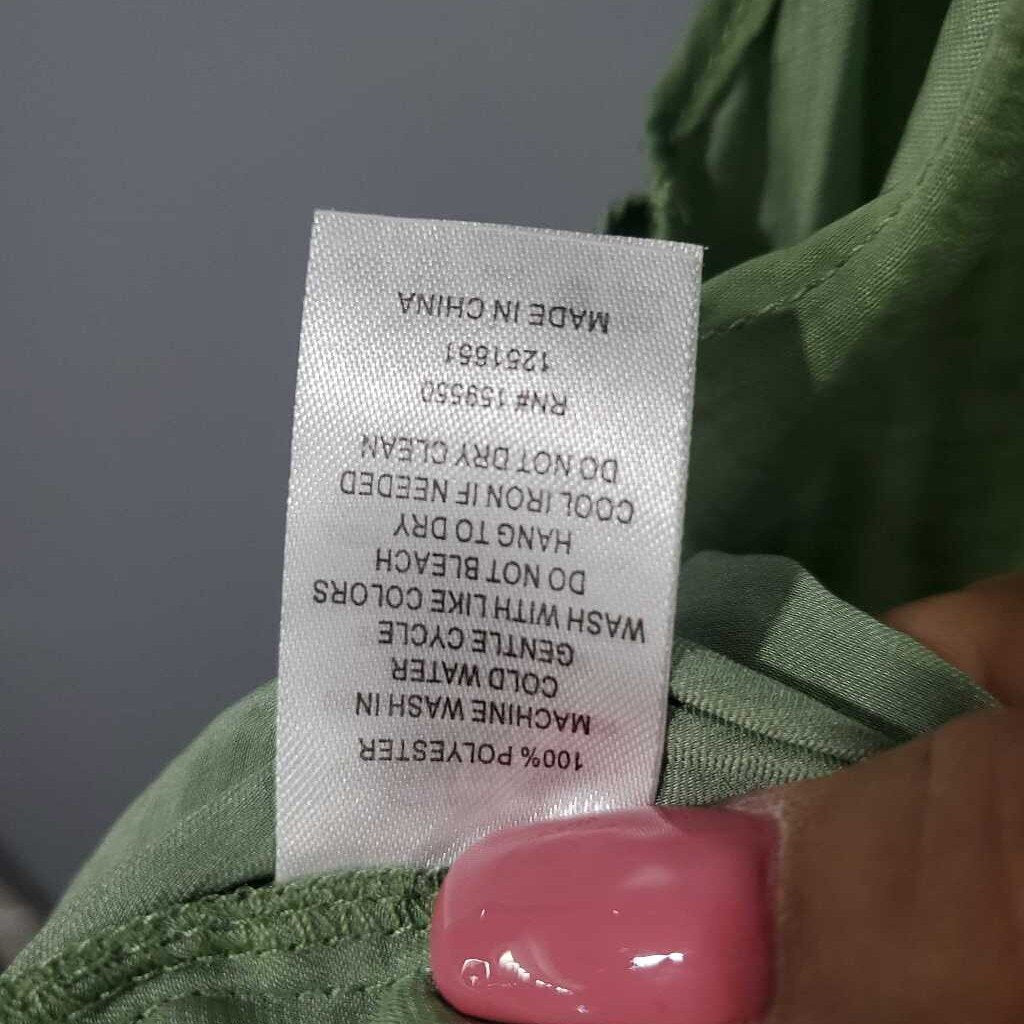 100% POLYESTER
MACHINE WASH IN
COLD WATER
GENTLE CYCLE
WASH WITH LIKE COLORS
DO NOT BLEACH
HANG TO DRY
COOL IRON IF NEEDED
DO NOT DRY CLEAN
RN# 159550
1251651
MADE IN CHINA